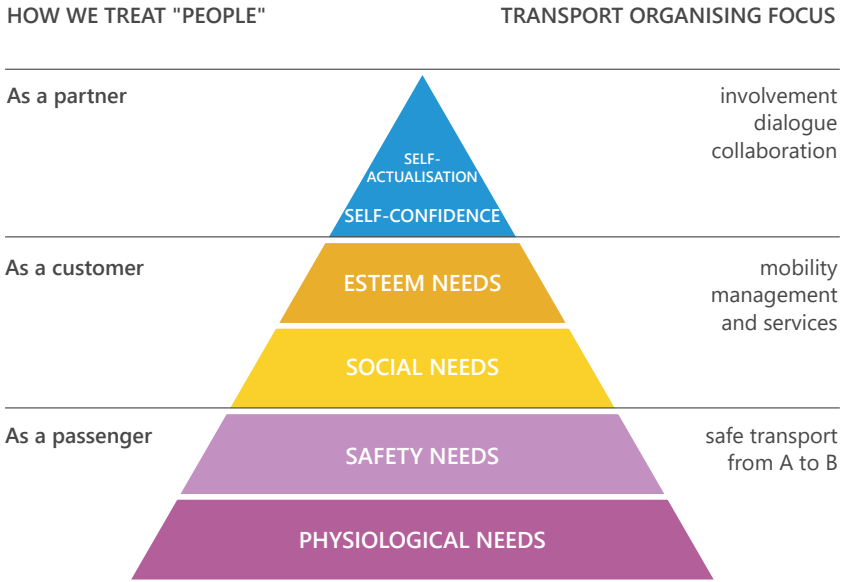 HOW WE TREAT "PEOPLE"
TRANSPORT ORGANISING FOCUS
As a partner
SELF-
ACTUALISATION
SELF-CONFIDENCE
involvement
dialogue
collaboration
As a customer
ESTEEM NEEDS
SOCIAL NEEDS
mobility
management
and services
As a passenger
SAFETY NEEDS
PHYSIOLOGICAL NEEDS
safe transport
from A to B